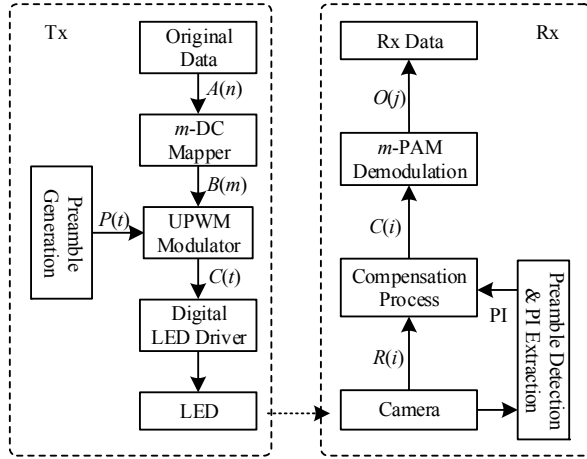 Tx
Original
Data
A(n)
m-DC
Mapper
B(m)
Preamble
Generation
P(t)
UPWM
Modulator
C(t)
Digital
LED Driver
LED
Rx
Rx Data
O(j)
m-PAM
Demodulation
C(i)
Compensation
Process
PI
Preamble Detection
& PI Extraction
R(i)
Camera